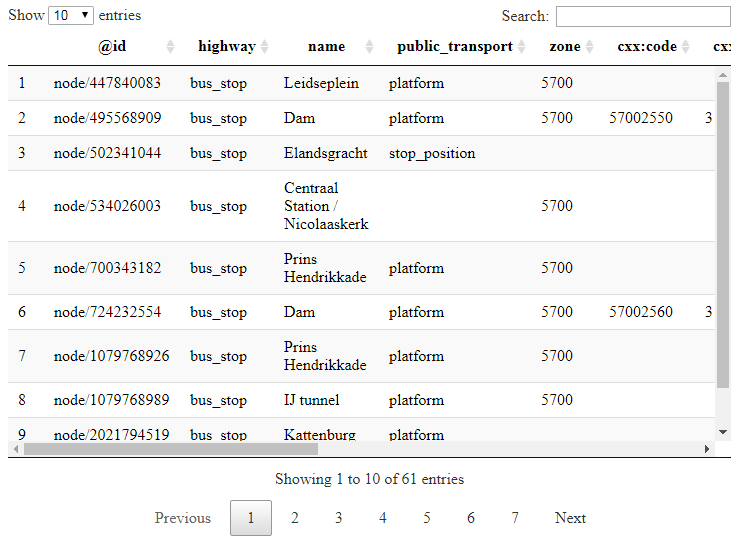 Show 10 entries Search:
@id highway name public_transport zone cxx:code cx
1 node/447840083 bus_stop Leidseplein platform 5700
2 node/495568909 bus_stop Dam platform 5700 57002550 3
3 node/502341044 bus_stop Elandsgracht stop_position
Centraal
4 node/534026003 bus_stop Station / 5700
Nicolaaskerk
Prins
5 node/700343182 bus_stop Hendrikkade platform 5700
6 node/724232554 bus_stop Dam platform 5700 57002560 3
Prins
7 node/1079768926 bus_stop Hendrikkade platform 5700
8 node/1079768989 bus_stop IJ tunnel platform 5700
9 node/2021794519 bus_stop Kattenburg platform
Showing 1 to 10 of 61 entries
Previous 1 2 3 4 5 6 7 Next